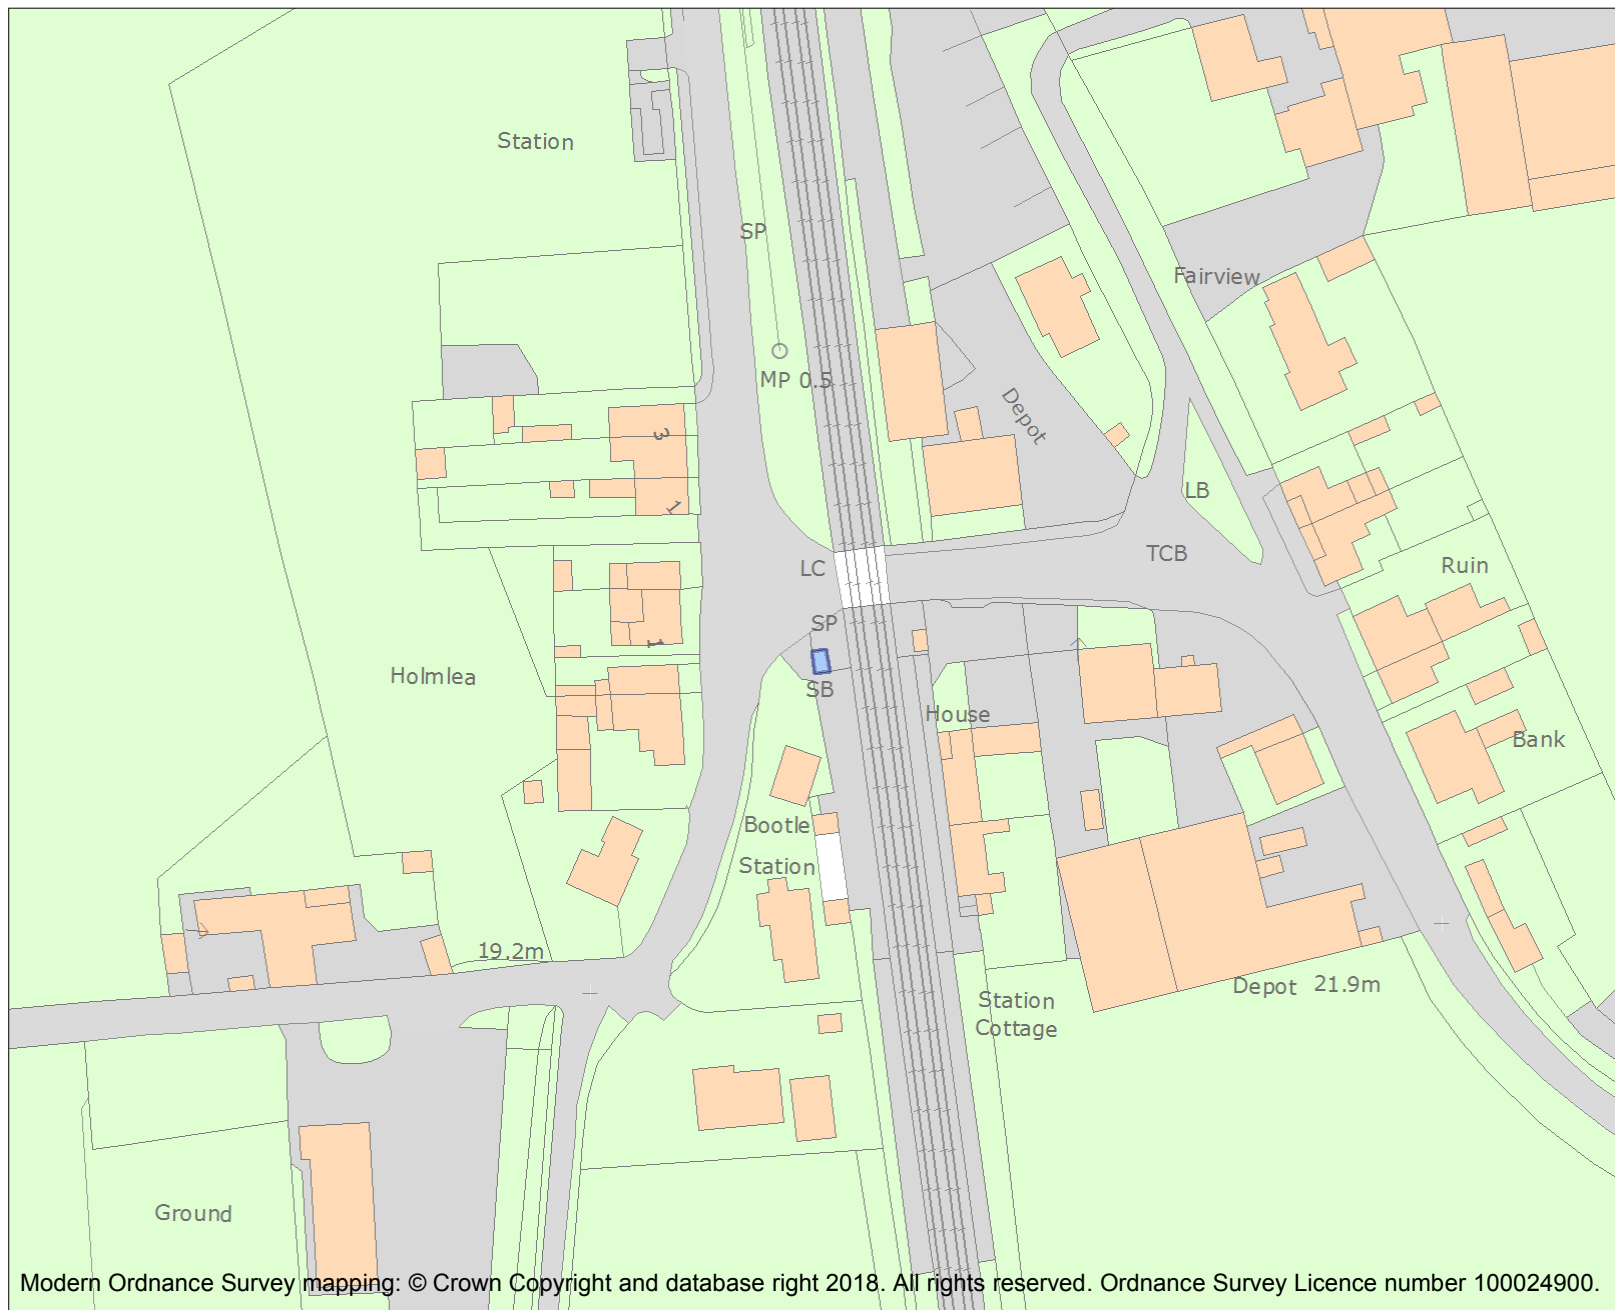 Station
SP
Fairview
MP 0.5
Depot
3
1
LB
TCB
LC
Ruin
SP
1
Holmlea
SB
House
Bank
Bootle
Station
19.2m
Depot 21.9m
Station
Cottage
Ground
Modern Ordnance Survey mapping: © Crown Copyright and database right 2018. All rights reserved. Ordnance Survey Licence number 100024900.